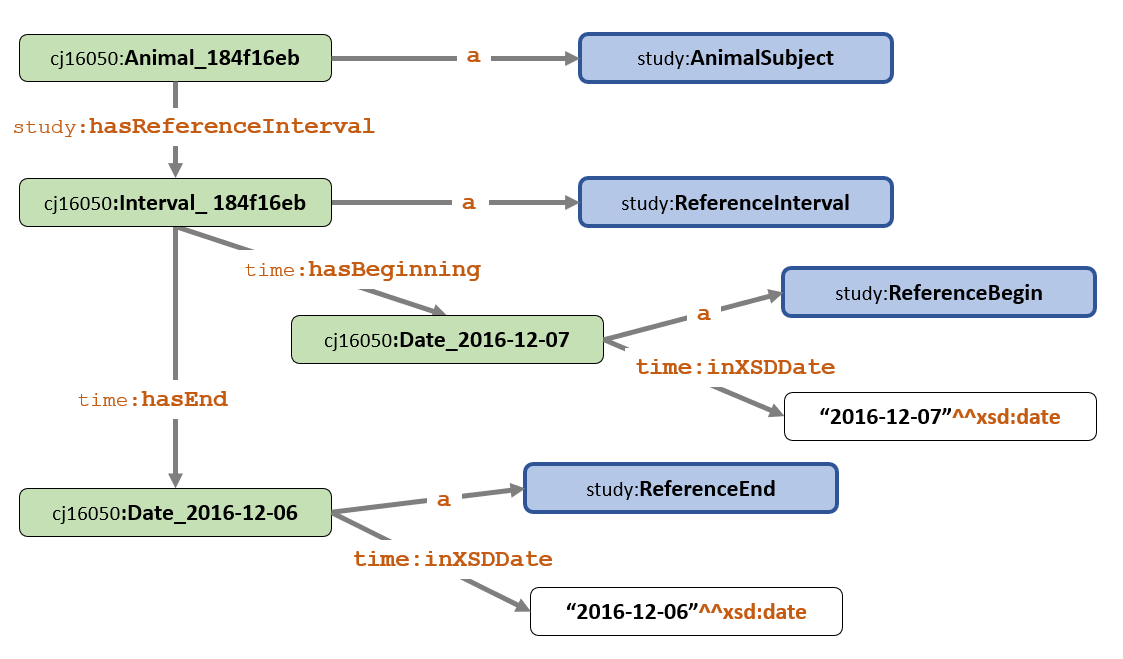 cj16050:Animal_184f16eb
a
study:AnimalSubject
study:hasReferenceInterval
cj16050:Interval_ 184f16eb
a
study:ReferenceInterval
time:hasBeginning
study:ReferenceBegin
a
cj16050:Date_2016-12-07
time:inXSDDate
time:hasEnd
“2016-12-07”^^xsd:date
study:ReferenceEnd
a
cj16050:Date_2016-12-06
time:inXSDDate
“2016-12-06”^^xsd:date